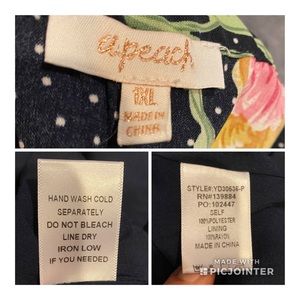 a.peach
1XL
MADE IN
CHINA
HAND WASH COLD
SEPARATELY
DO NOT BLEACH
LINE DRY
IRON LOW
IF YOU NEEDED
STYLE#:YD30636-P
RN#139884
PO:102447
SELF
100%POLYESTER
LINING
100%RAYON
MADE IN CHINA
MADE WITH
PICJOINTER